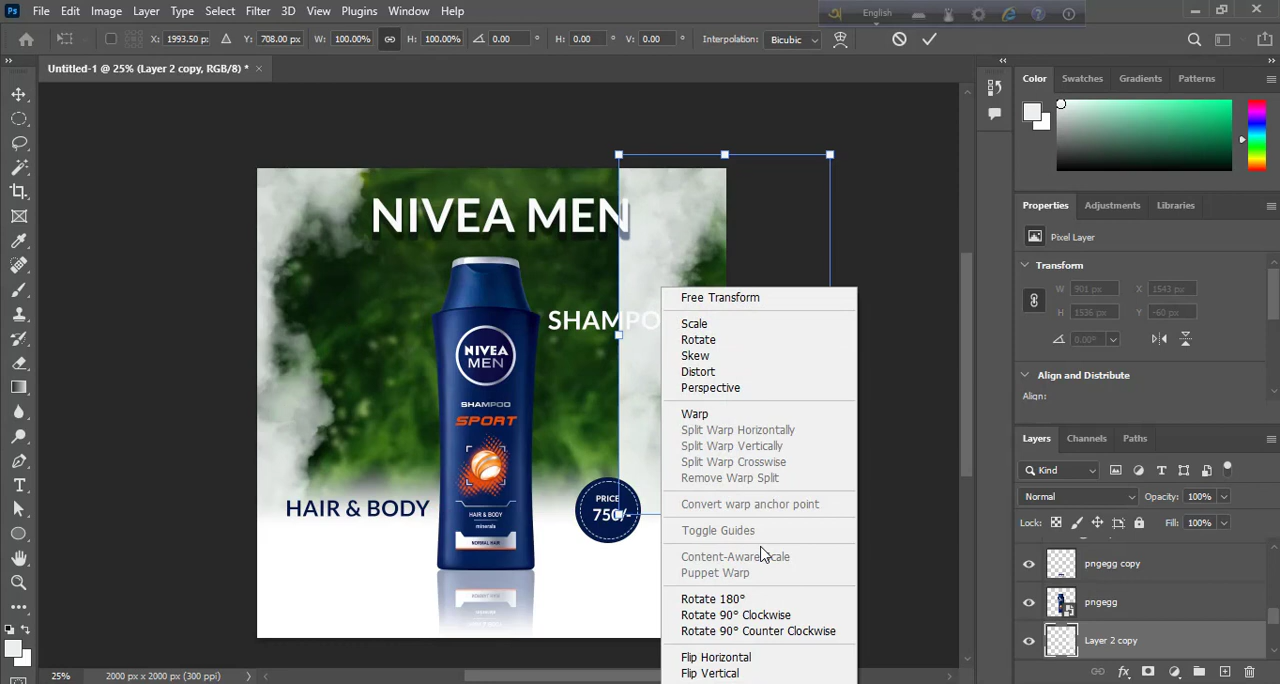 Ps File Edit Image Layer Type Select Filter 3D View Plugins Window Help
English
X: 1993.50 p: Y: 708.00 px: W: 100.00% H: 100.00% 0.00 ° H: 0.00 ° V: 0.00 ° Interpolation: Bicubic
Untitled-1 @ 25% (Layer 2 copy, RGB/8) * ×
NIVEA MEN
SHAMPO
NIVEA
MEN
SHAMPOO
SPORT
HAIR & BODY
minerals
NORMAL HAIR
HAIR & BODY
PRICE
750/-
Free Transform
Scale
Rotate
Skew
Distort
Perspective
Warp
Split Warp Horizontally
Split Warp Vertically
Split Warp Crosswise
Remove Warp Split
Convert warp anchor point
Toggle Guides
Content-Aware Scale
Puppet Warp
Rotate 180°
Rotate 90° Clockwise
Rotate 90° Counter Clockwise
Flip Horizontal
Flip Vertical
Color Swatches Gradients Patterns
Properties Adjustments Libraries
Pixel Layer
Transform
W 901 px X 1543 px
H 1536 px Y -60 px
0.00°
Align and Distribute
Align:
Layers Channels Paths
Kind
Normal Opacity: 100%
Lock: Fill: 100%
pngegg copy
pngegg
Layer 2 copy
25% 2000 px x 2000 px (300 ppi)